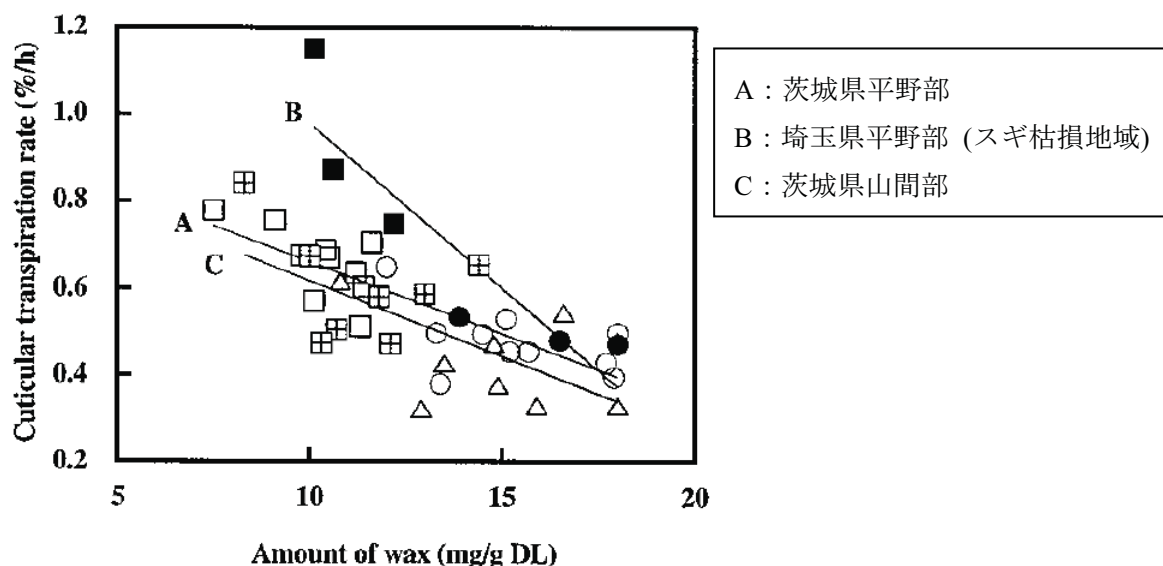 1.2
1.0
0.8
0.6
0.4
0.2
Cuticular transpiration rate (%/h)
B
A
C
5
10
15
20
Amount of wax (mg/g DL)
A：茨城県平野部
B：埼玉県平野部 (スギ枯損地域)
C：茨城県山間部